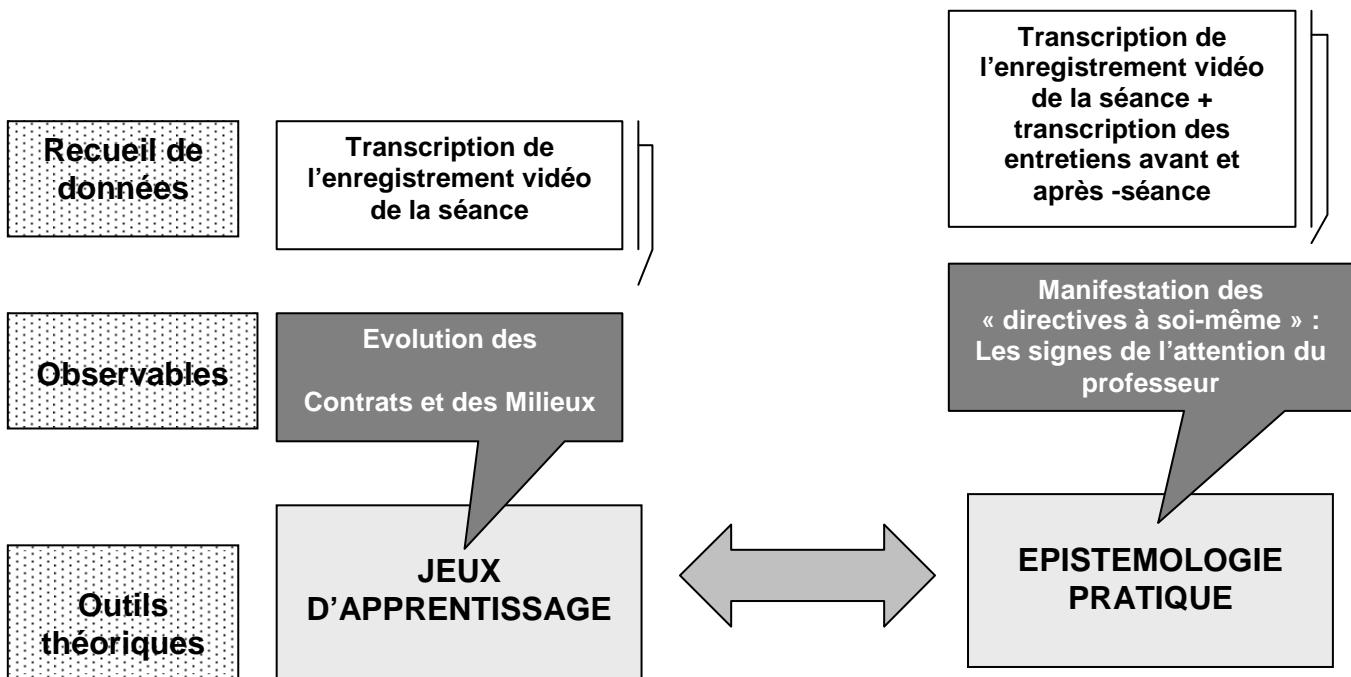 Transcription de
l’enregistrement vidéo
de la séance +
transcription des
entretiens avant et
après -séance
Recueil de
données
Transcription de
l’enregistrement vidéo
de la séance
Manifestation des
« directives à soi-même » :
Les signes de l’attention du
professeur
Observables
Evolution des
Contrats et des Milieux
Outils
théoriques
JEUX
D’APPRENTISSAGE
EPISTEMOLOGIE
PRATIQUE